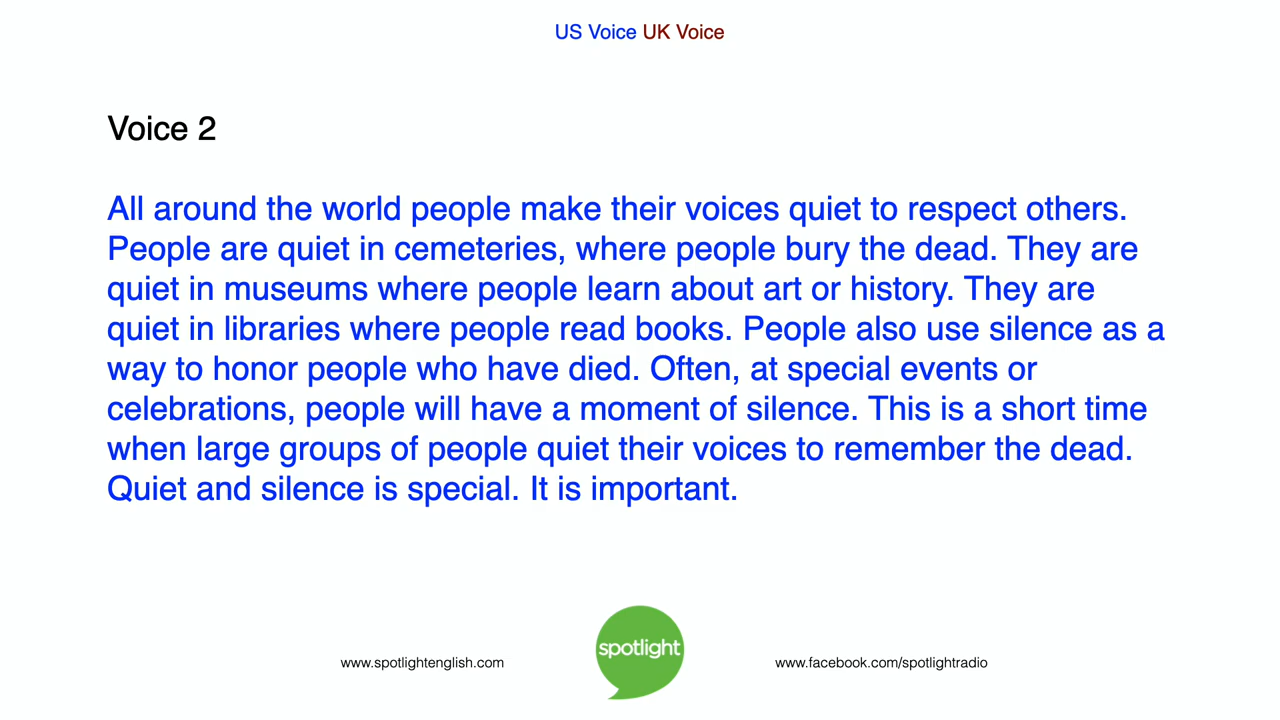 US Voice UK Voice
Voice 2
All around the world people make their voices quiet to respect others.
People are quiet in cemeteries, where people bury the dead. They are
quiet in museums where people learn about art or history. They are
quiet in libraries where people read books. People also use silence as a
way to honor people who have died. Often, at special events or
celebrations, people will have a moment of silence. This is a short time
when large groups of people quiet their voices to remember the dead.
Quiet and silence is special. It is important.
spotlight
www.spotlightenglish.com
www.facebook.com/spotlightradio